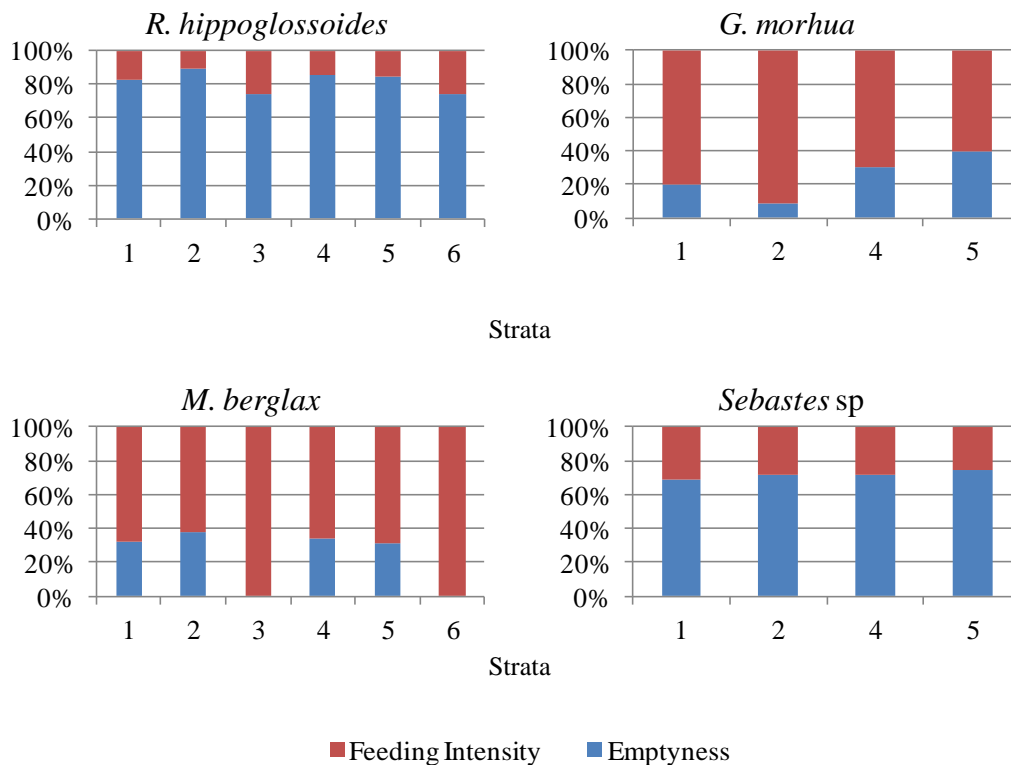 R. hippoglossoides
100%
80%
60%
40%
20%
0%
1 2 3 4 5 6
G. morhua
100%
80%
60%
40%
20%
0%
1 2 4 5
Strata
M. berglax
100%
80%
60%
40%
20%
0%
1 2 3 4 5 6
Sebastes sp
100%
80%
60%
40%
20%
0%
1 2 4 5
Strata
Feeding Intensity Emptyness